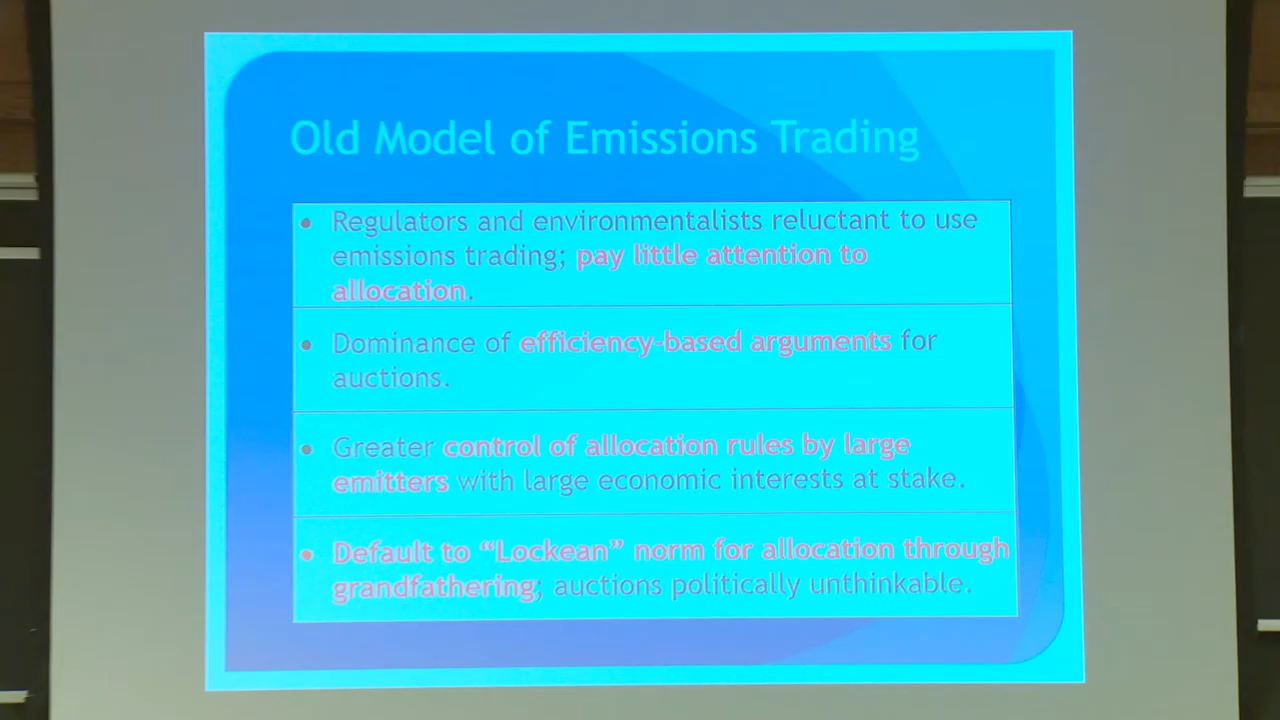 Old Model of Emissions Trading
• Regulators and environmentalists reluctant to use
emissions trading; pay little attention to
allocation.
• Dominance of efficiency-based arguments for
auctions.
• Greater control of allocation rules by large
emitters with large economic interests at stake.
• Default to “Lockean” norm for allocation through
grandfathering; auctions politically unthinkable.